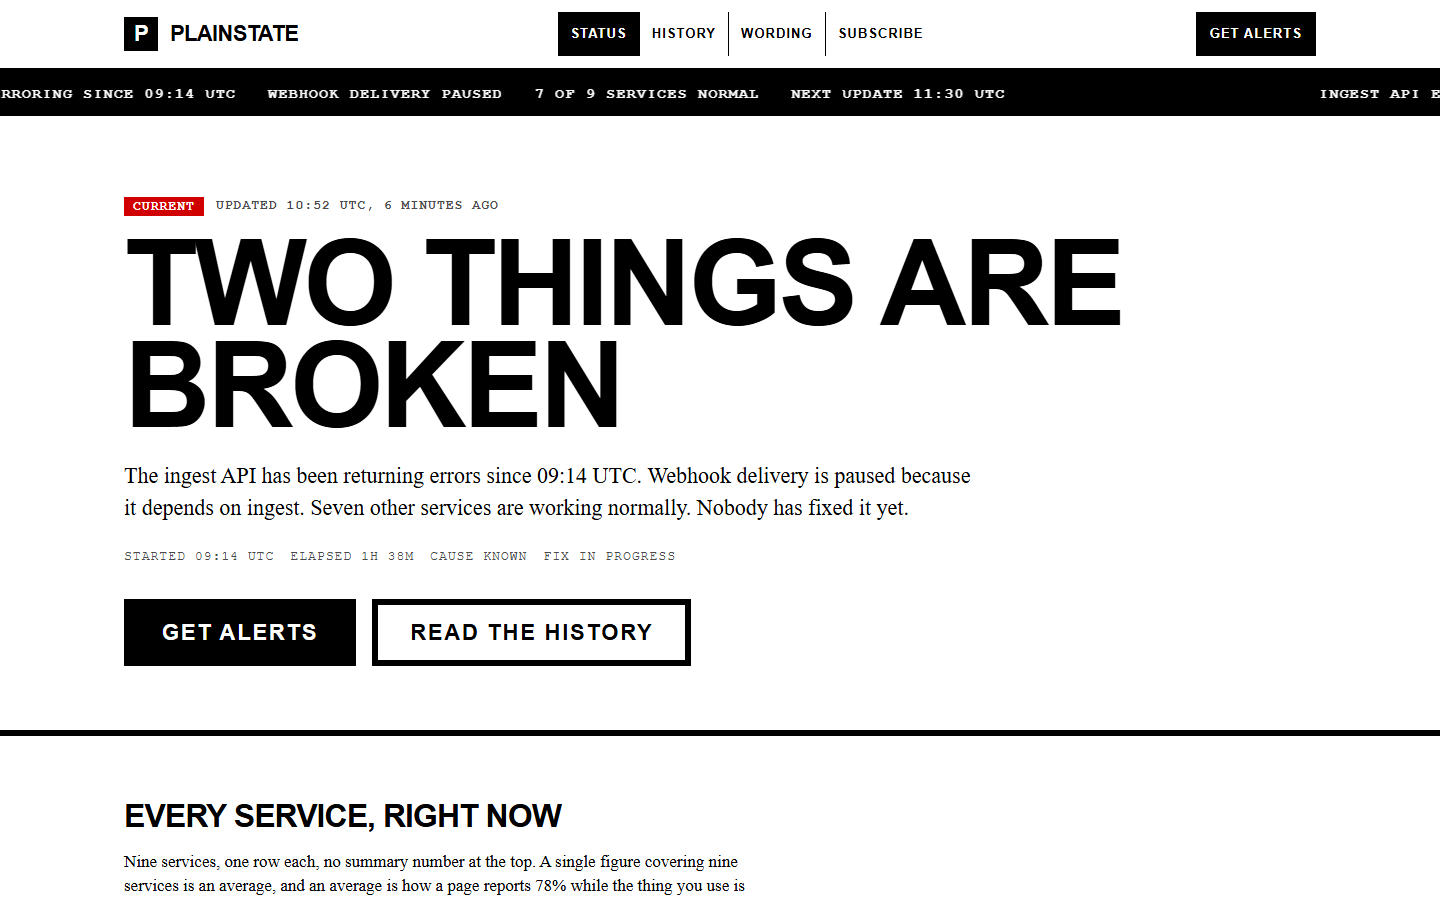 P PLAINSTATE STATUS HISTORY WORDING SUBSCRIBE GET ALERTS
RRORING SINCE 09:14 UTC WEBHOOK DELIVERY PAUSED 7 OF 9 SERVICES NORMAL NEXT UPDATE 11:30 UTC INGEST API E
CURRENT UPDATED 10:52 UTC, 6 MINUTES AGO
TWO THINGS ARE
BROKEN
The ingest API has been returning errors since 09:14 UTC. Webhook delivery is paused because
it depends on ingest. Seven other services are working normally. Nobody has fixed it yet.
STARTED 09:14 UTC ELAPSED 1H 38M CAUSE KNOWN FIX IN PROGRESS
GET ALERTS READ THE HISTORY
EVERY SERVICE, RIGHT NOW
Nine services, one row each, no summary number at the top. A single figure covering nine
services is an average, and an average is how a page reports 78% while the thing you use is